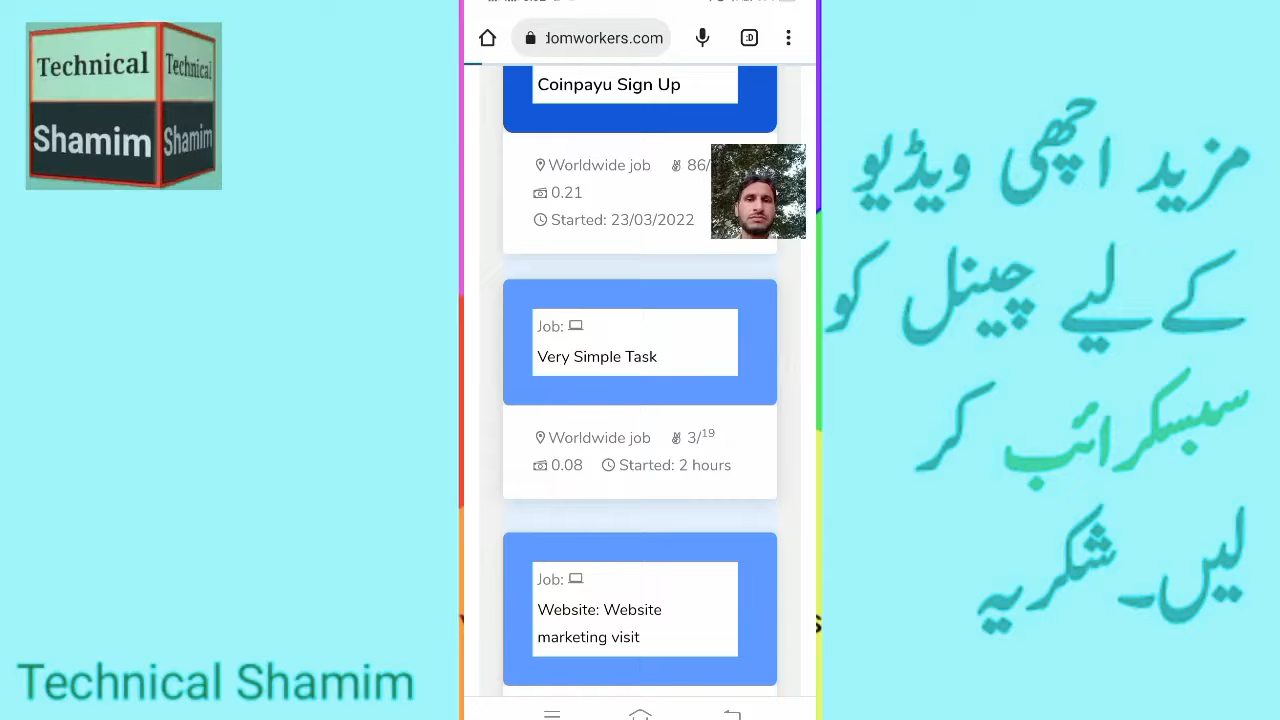 Technical
Technical
Shamim
Shamim
domworkers.com
:D
Coinpayu Sign Up
Worldwide job 86/
0.21
Started: 23/03/2022
Job:
Very Simple Task
Worldwide job 3/19
0.08 Started: 2 hours
Job:
Website: Website
marketing visit
مزید اچھی ویڈیو
کے لیے چینل کو
سبسکرائب کر
لیں۔ شکریہ
Technical Shamim